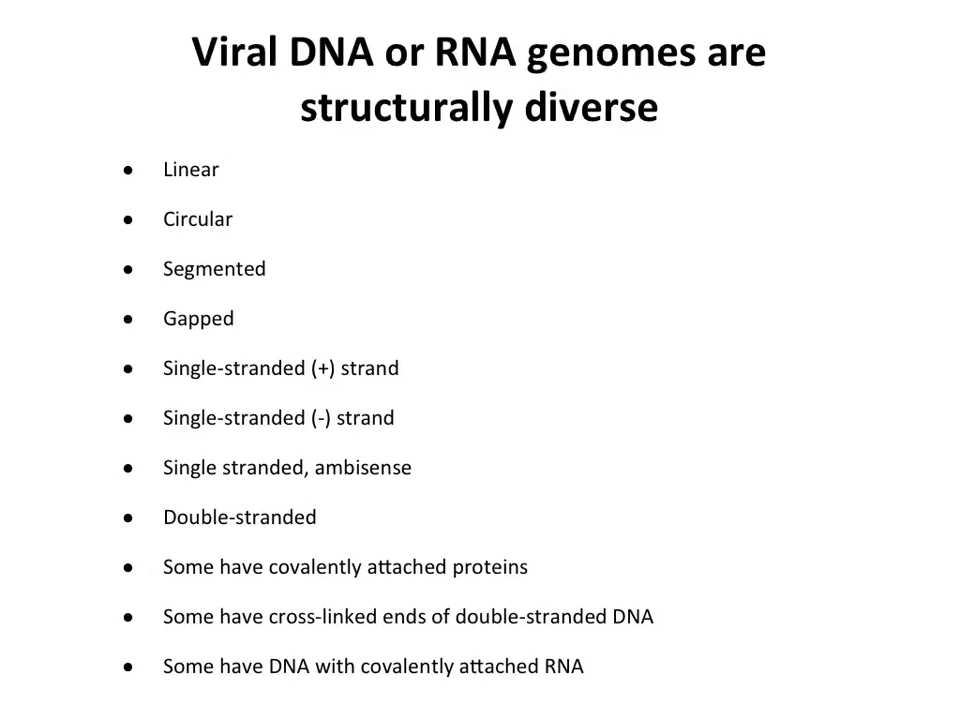 Viral DNA or RNA genomes are
structurally diverse
• Linear
• Circular
• Segmented
• Gapped
• Single-stranded (+) strand
• Single-stranded (-) strand
• Single stranded, ambisense
• Double-stranded
• Some have covalently attached proteins
• Some have cross-linked ends of double-stranded DNA
• Some have DNA with covalently attached RNA